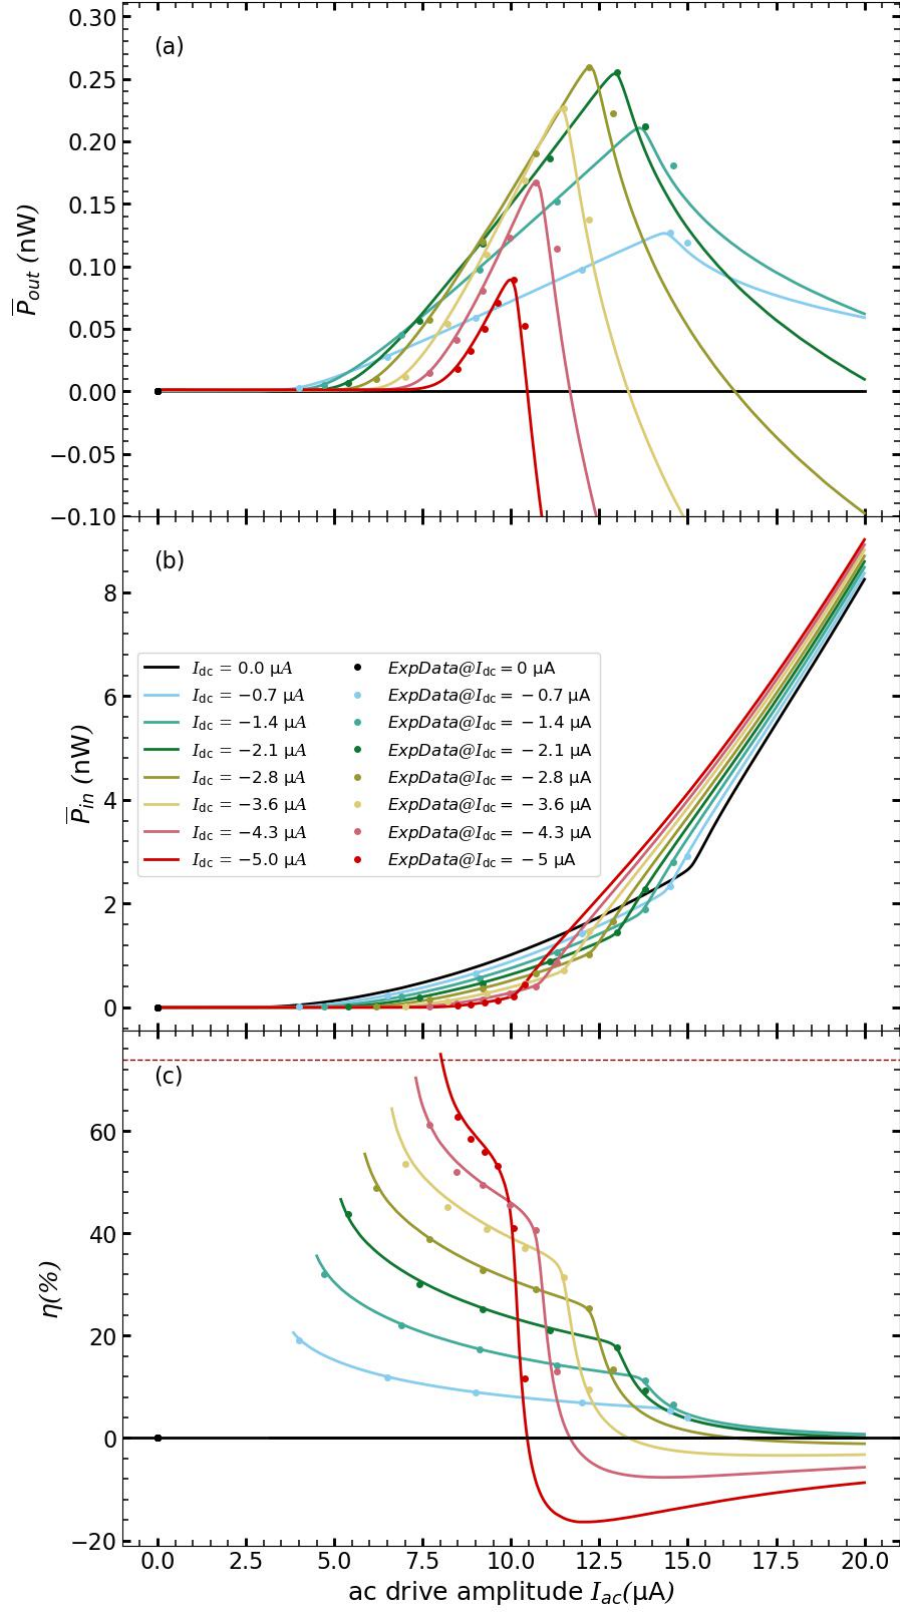 (a)
0.30
0.25
0.20
0.15
0.10
0.05
0.00
−0.05
−0.10
P̅out (nW)
(b)
8
6
4
2
0
P̅in (nW)
Idc = 0.0 μA
Idc = −0.7 μA
Idc = −1.4 μA
Idc = −2.1 μA
Idc = −2.8 μA
Idc = −3.6 μA
Idc = −4.3 μA
Idc = −5.0 μA
ExpData@Idc = 0 μA
ExpData@Idc = −0.7 μA
ExpData@Idc = −1.4 μA
ExpData@Idc = −2.1 μA
ExpData@Idc = −2.8 μA
ExpData@Idc = −3.6 μA
ExpData@Idc = −4.3 μA
ExpData@Idc = −5 μA
(c)
60
40
20
0
−20
η(%)
0.0 2.5 5.0 7.5 10.0 12.5 15.0 17.5 20.0
ac drive amplitude Iac(μA)